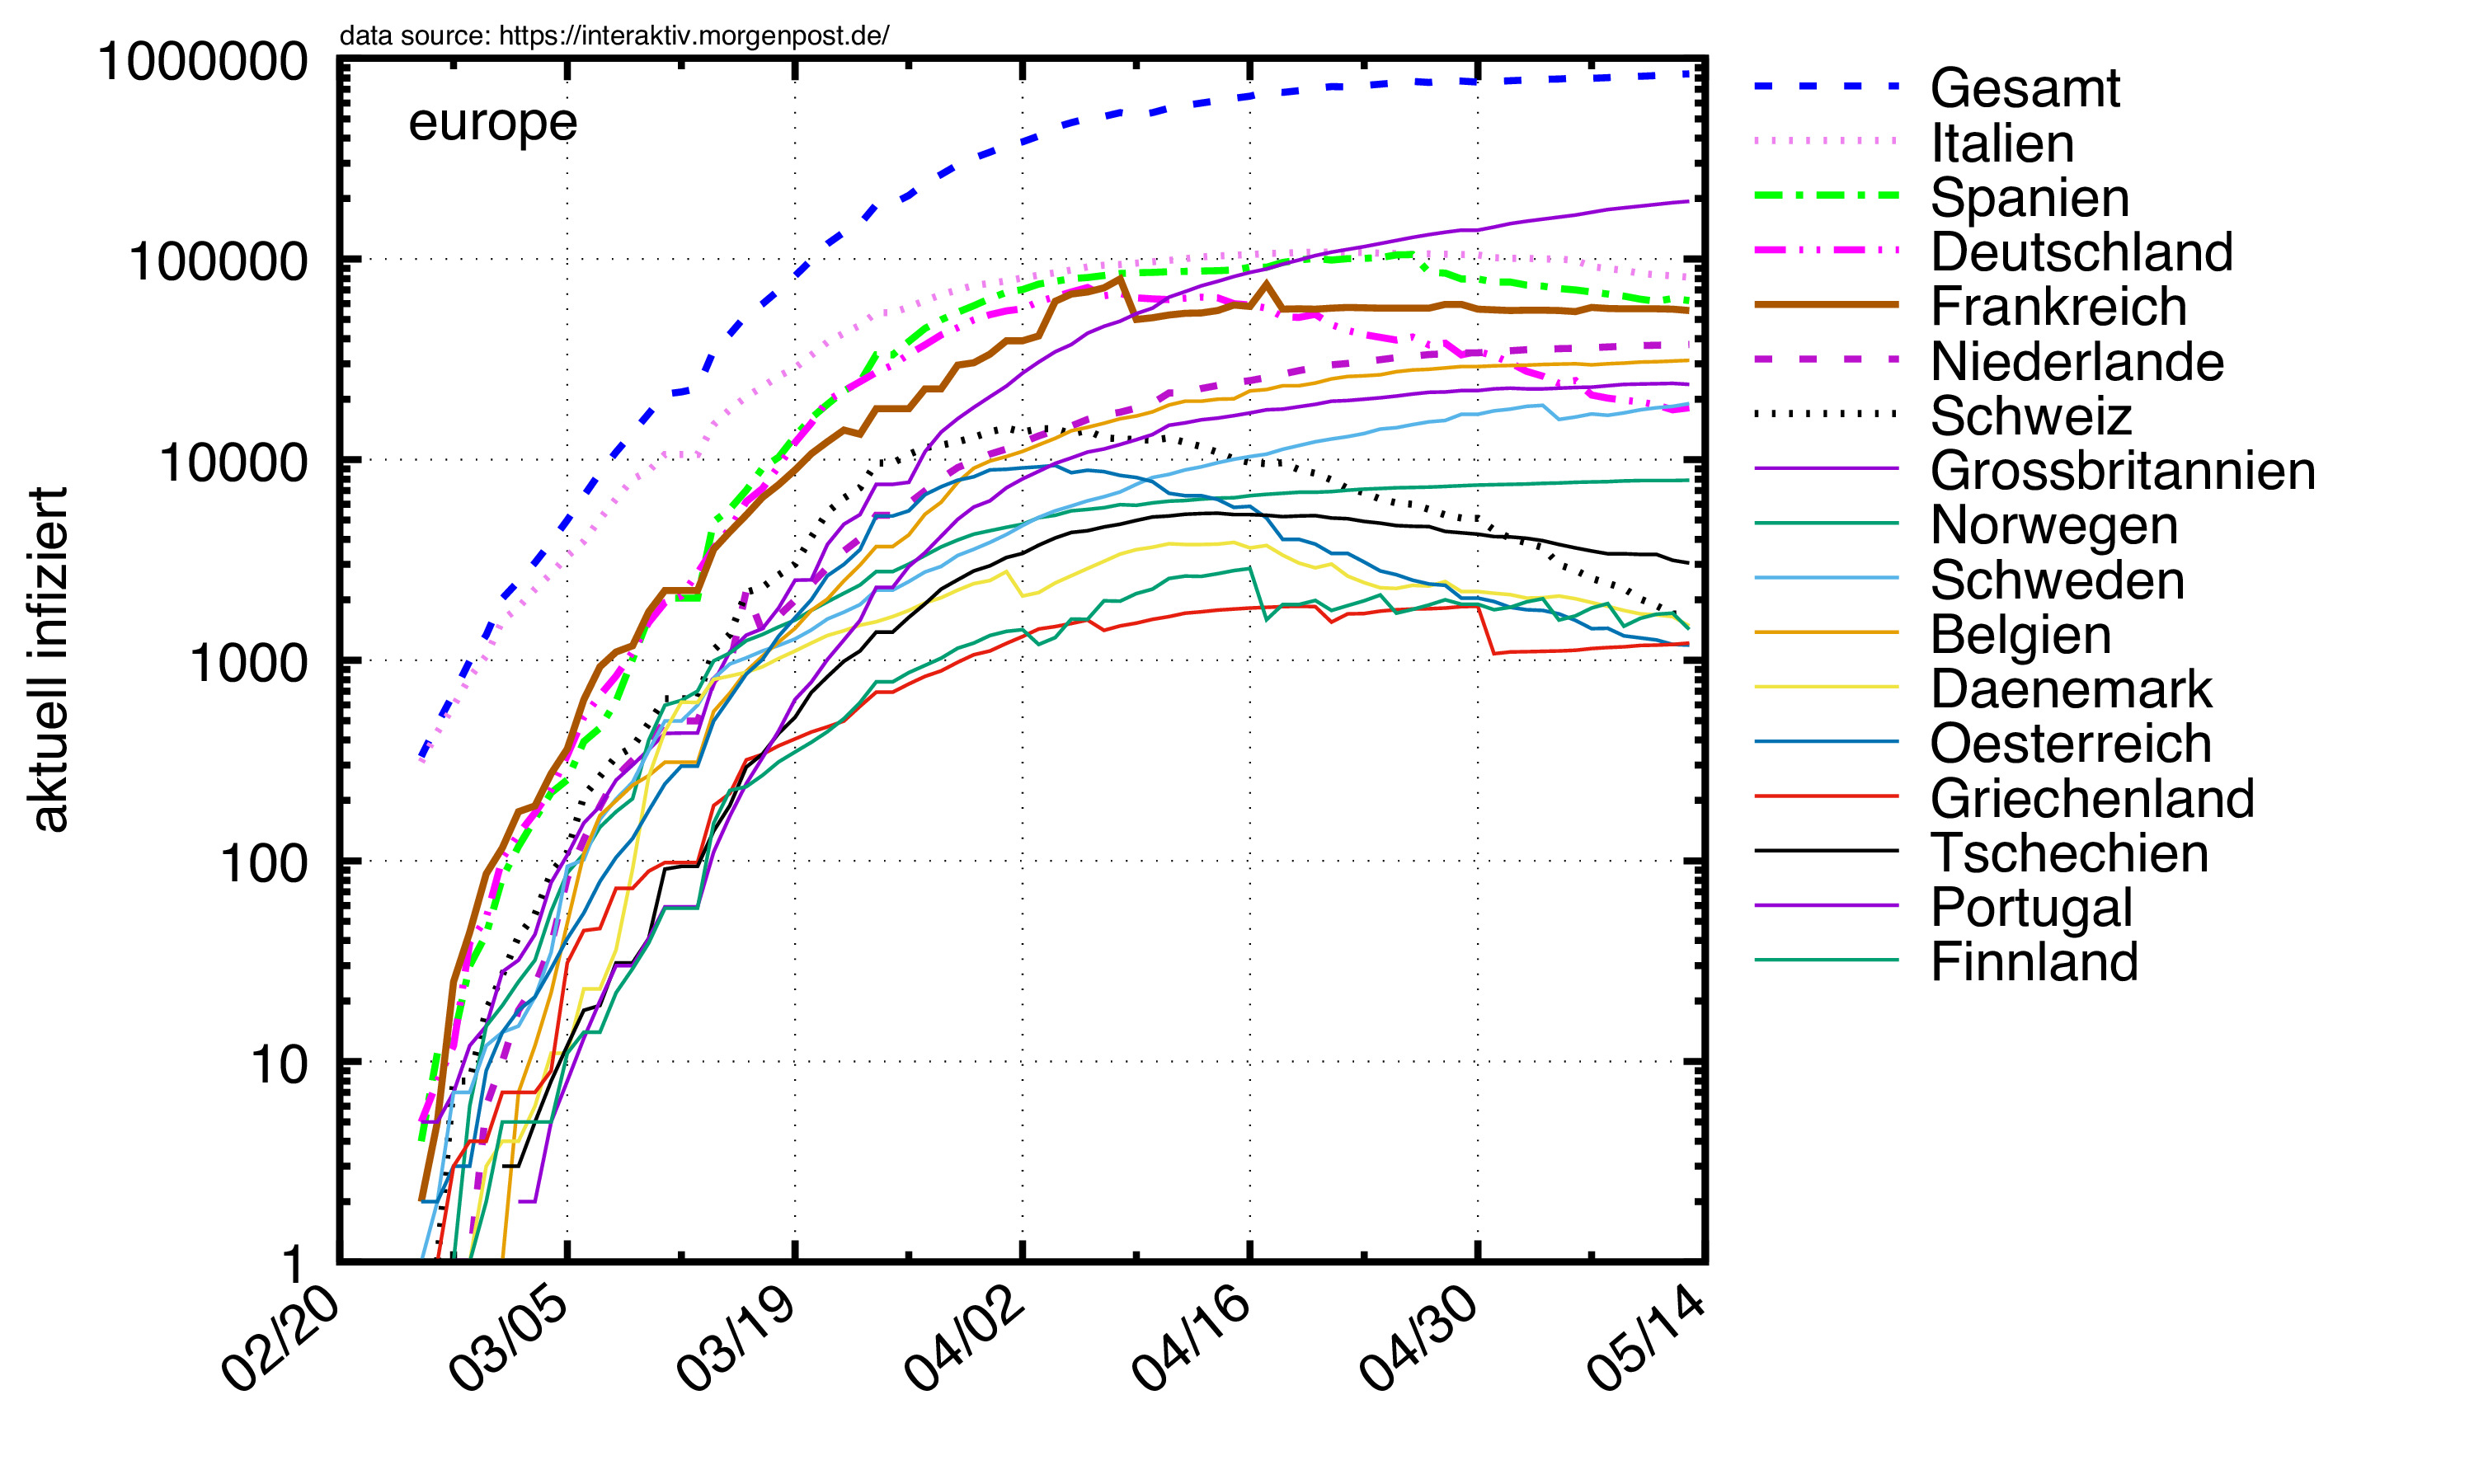 data source: https://interaktiv.morgenpost.de/
europe
aktuell infiziert
1000000
100000
10000
1000
100
10
1
02/20
03/05
03/19
04/02
04/16
04/30
05/14
Gesamt
Italien
Spanien
Deutschland
Frankreich
Niederlande
Schweiz
Grossbritannien
Norwegen
Schweden
Belgien
Daenemark
Oesterreich
Griechenland
Tschechien
Portugal
Finnland